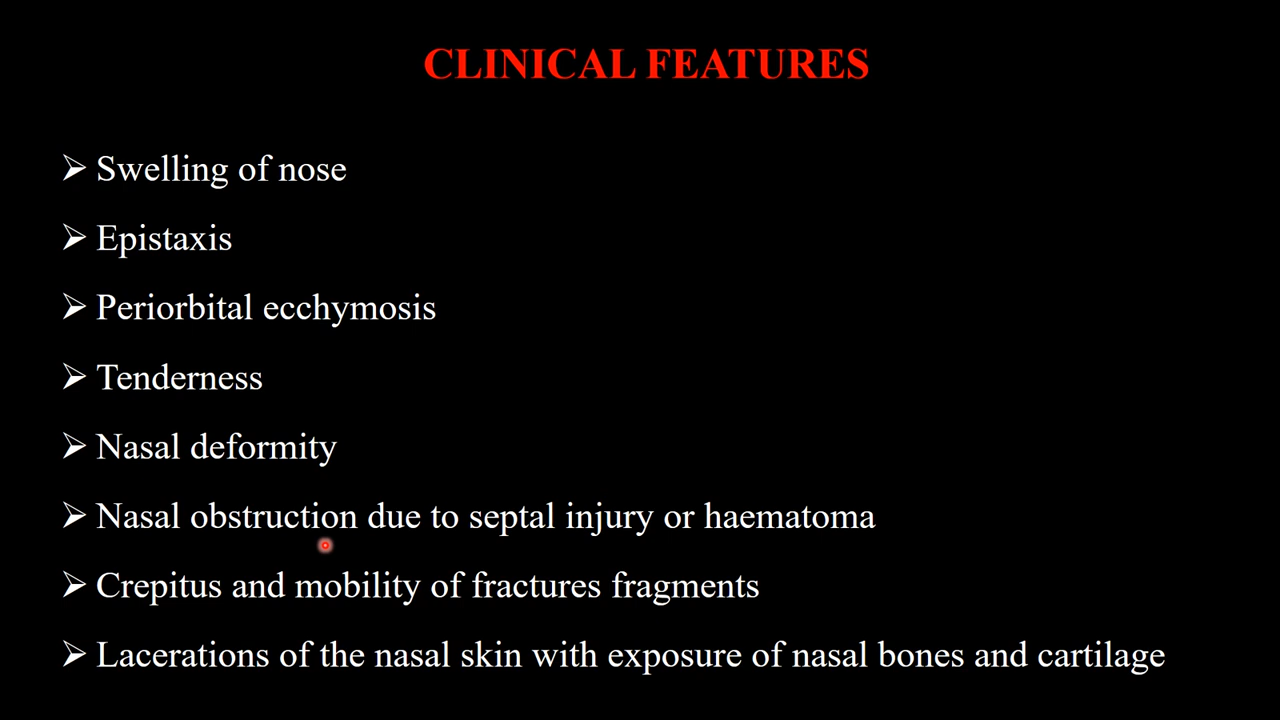 CLINICAL FEATURES
➢ Swelling of nose
➢ Epistaxis
➢ Periorbital ecchymosis
➢ Tenderness
➢ Nasal deformity
➢ Nasal obstruction due to septal injury or haematoma
➢ Crepitus and mobility of fractures fragments
➢ Lacerations of the nasal skin with exposure of nasal bones and cartilage